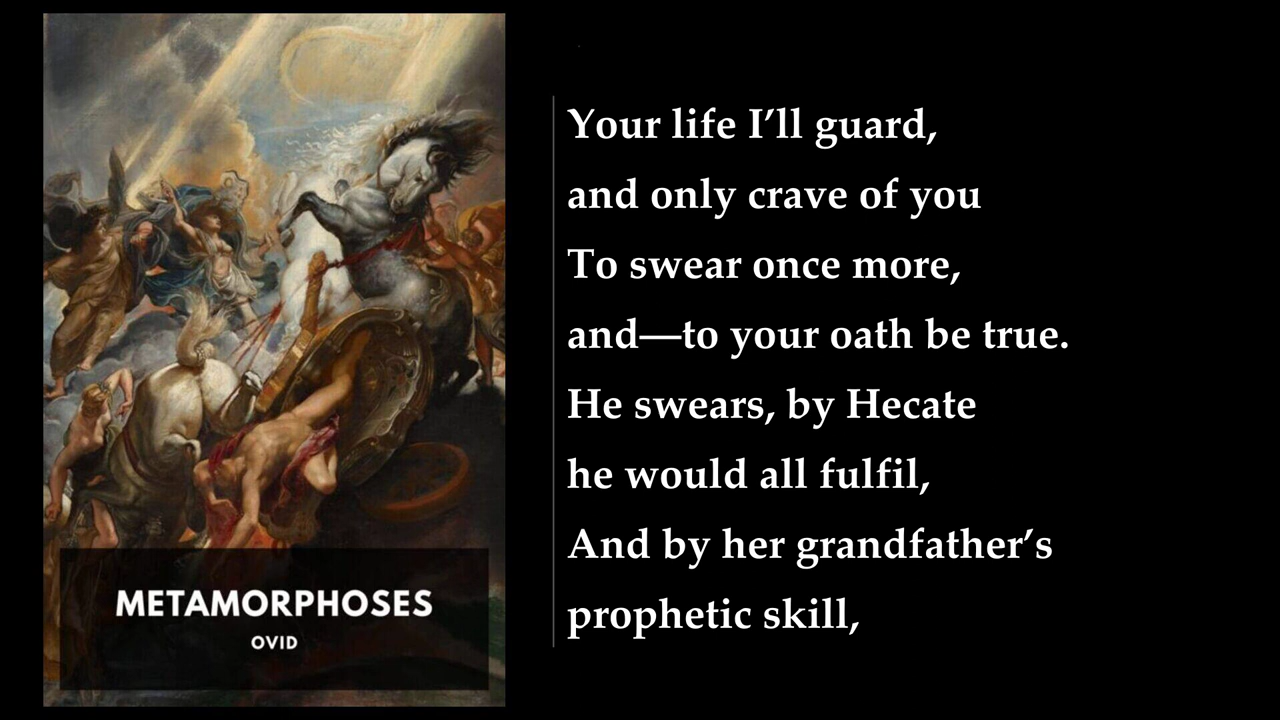 METAMORPHOSES
OVID
Your life I’ll guard,
and only crave of you
To swear once more,
and—to your oath be true.
He swears, by Hecate
he would all fulfil,
And by her grandfather’s
prophetic skill,